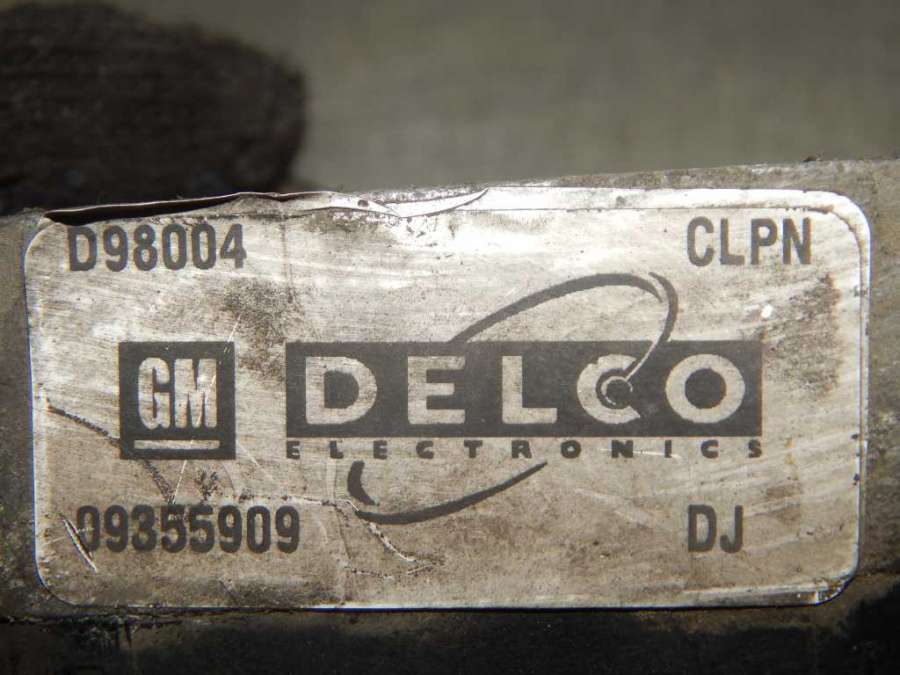 D98004 CLPN
GM DELCO
ELECTRONICS
09355909 DJ